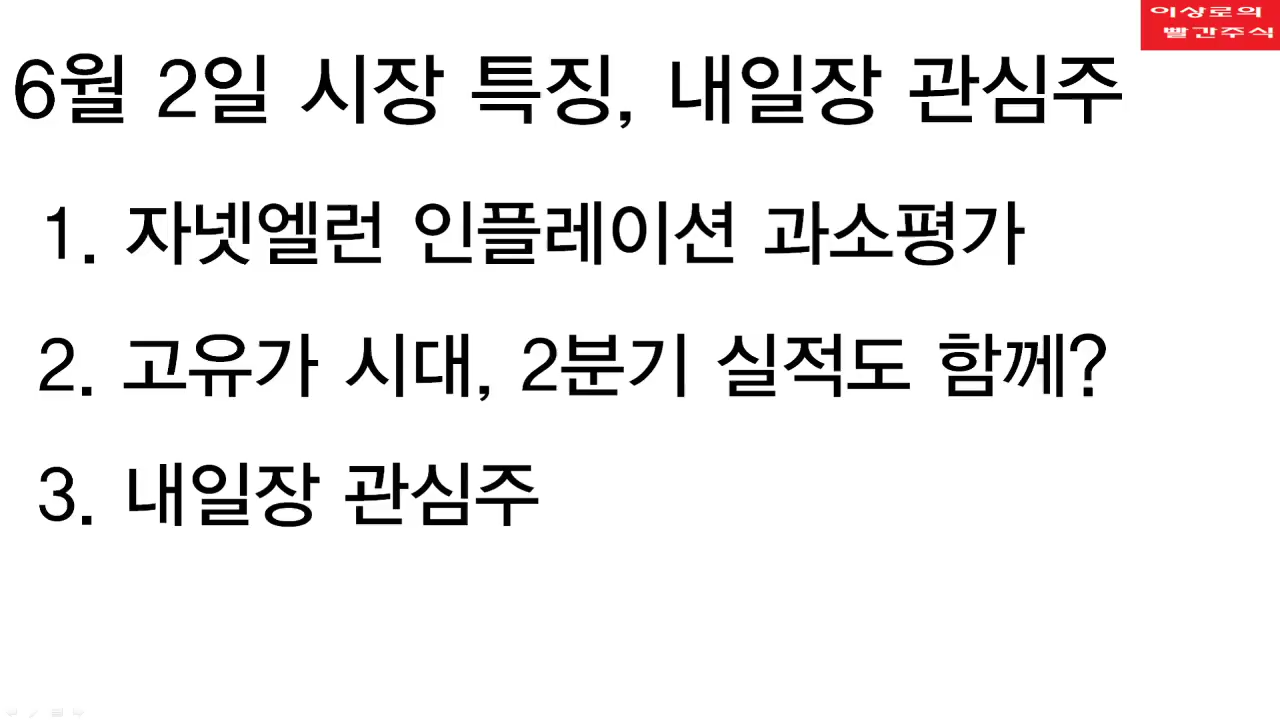 이상로의
빨간주식
6월 2일 시장 특징, 내일장 관심주
1. 자넷엘런 인플레이션 과소평가
2. 고유가 시대, 2분기 실적도 함께?
3. 내일장 관심주